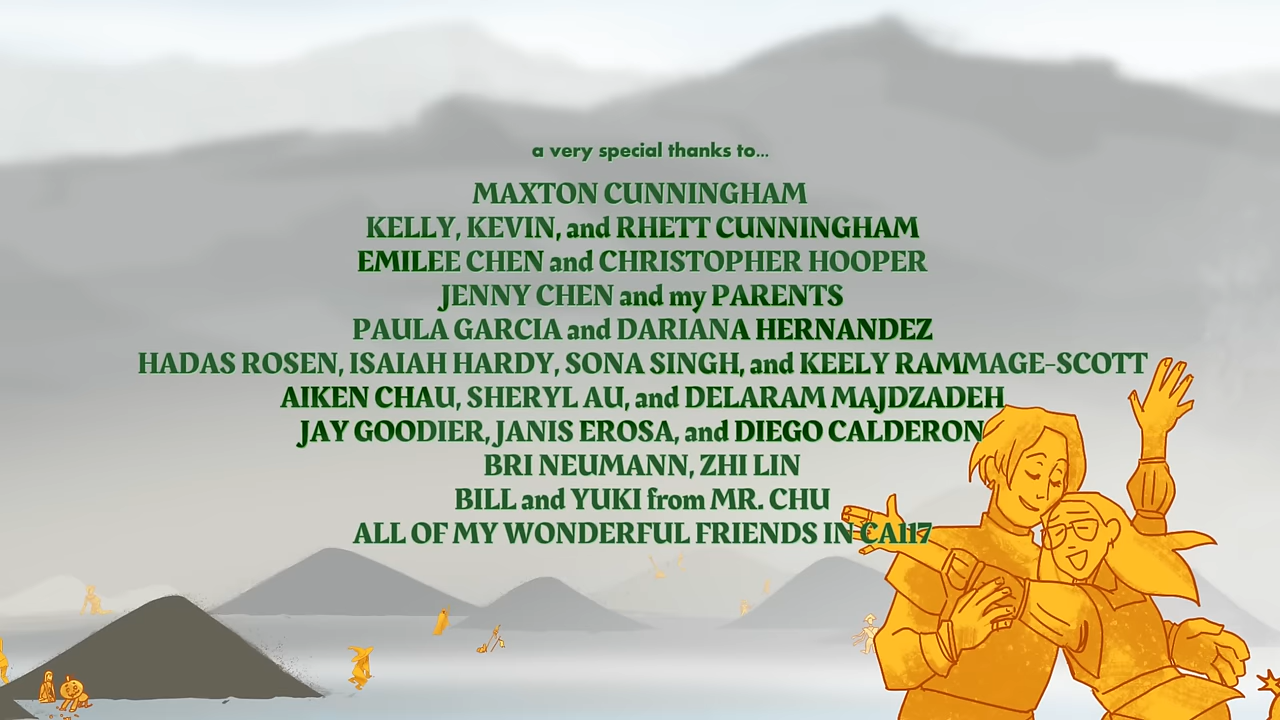 a very special thanks to...
MAXTON CUNNINGHAM
KELLY, KEVIN, and RHETT CUNNINGHAM
EMILEE CHEN and CHRISTOPHER HOOPER
JENNY CHEN and my PARENTS
PAULA GARCIA and DARIANA HERNANDEZ
HADAS ROSEN, ISAIAH HARDY, SONA SINGH, and KEELY RAMMAGE-SCOTT
AIKEN CHAU, SHERYL AU, and DELARAM MAJDZADEH
JAY GOODIER, JANIS EROSA, and DIEGO CALDERON
BRI NEUMANN, ZHI LIN
BILL and YUKI from MR. CHU
ALL OF MY WONDERFUL FRIENDS IN CA117